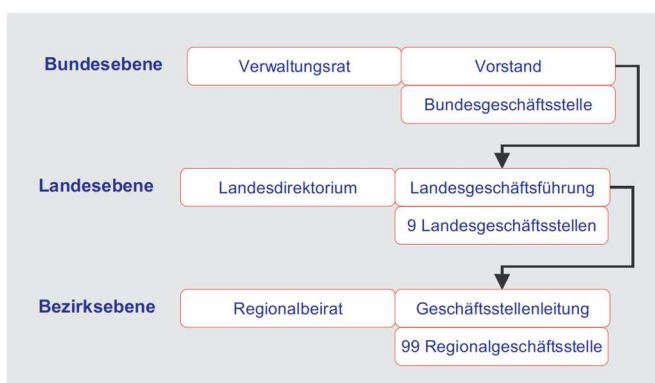 Bundesebene Verwaltungsrat Vorstand
Bundesgeschäftsstelle
Landesebene Landesdirektorium Landesgeschäftsführung
9 Landesgeschäftsstellen
Bezirksebene Regionalbeirat Geschäftsstellenleitung
99 Regionalgeschäftsstelle